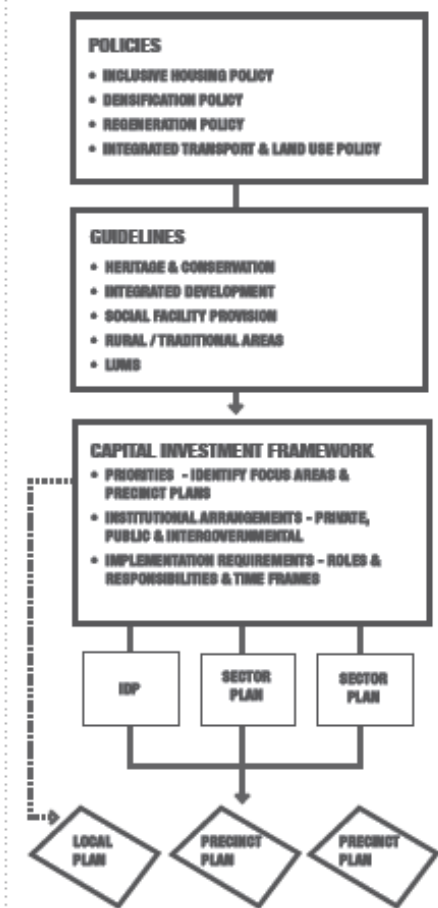 POLICIES
• INCLUSIVE HOUSING POLICY
• DENSIFICATION POLICY
• REGENERATION POLICY
• INTEGRATED TRANSPORT & LAND USE POLICY
GUIDELINES
• HERITAGE & CONSERVATION
• INTEGRATED DEVELOPMENT
• SOCIAL FACILITY PROVISION
• RURAL / TRADITIONAL AREAS
• LUMS
CAPITAL INVESTMENT FRAMEWORK
• PRIORITIES - IDENTIFY FOCUS AREAS &
PRECINCT PLANS
• INSTITUTIONAL ARRANGEMENTS - PRIVATE,
PUBLIC & INTERGOVERNMENTAL
• IMPLEMENTATION REQUIREMENTS - ROLES &
RESPONSIBILITIES & TIME FRAMES
IDP
SECTOR
PLAN
SECTOR
PLAN
LOCAL
PLAN
PRECINCT
PLAN
PRECINCT
PLAN